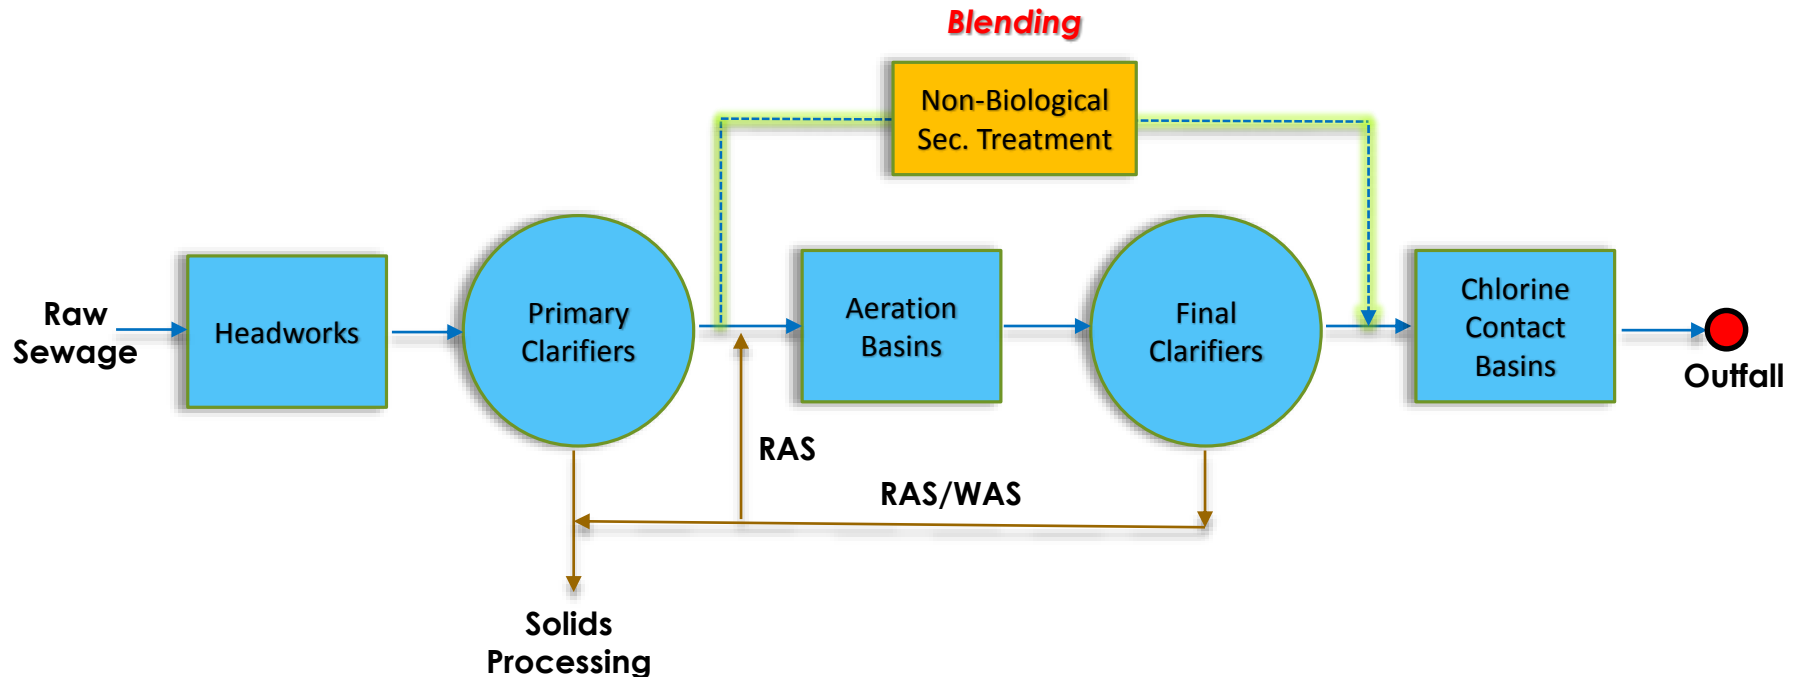 Blending
Non-Biological
Sec. Treatment
Raw
Sewage
Headworks
Primary
Clarifiers
Aeration
Basins
Final
Clarifiers
Chlorine
Contact
Basins
Outfall
RAS
RAS/WAS
Solids
Processing